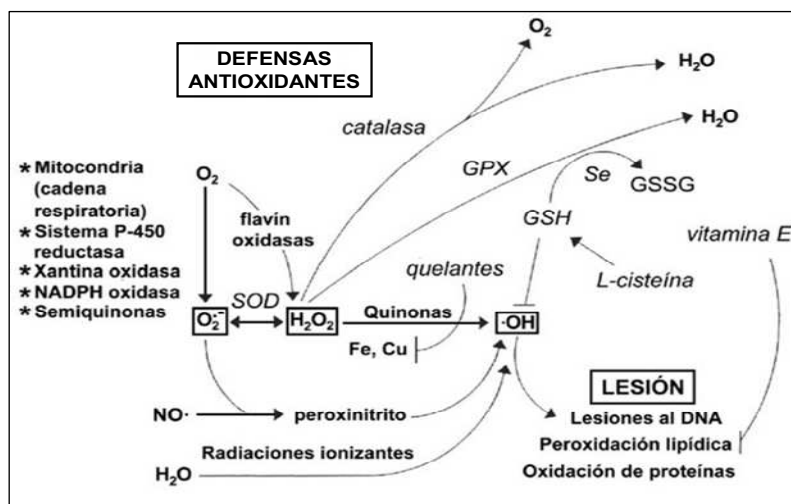 DEFENSAS
ANTIOXIDANTES
O₂
H₂O
catalasa
H₂O
GPX
Se
GSSG
* Mitocondria
(cadena
respiratoria)
* Sistema P-450
reductasa
* Xantina oxidasa
* NADPH oxidasa
* Semiquinonas
O₂
flavín
oxidasas
GSH
vitamina E
quelantes
L-cisteína
SOD
O₂·⁻
H₂O₂
Quinonas
·OH
Fe, Cu
LESIÓN
NO·
peroxinitrito
Lesiones al DNA
Peroxidación lipídica
Oxidación de proteínas
Radiaciones ionizantes
H₂O